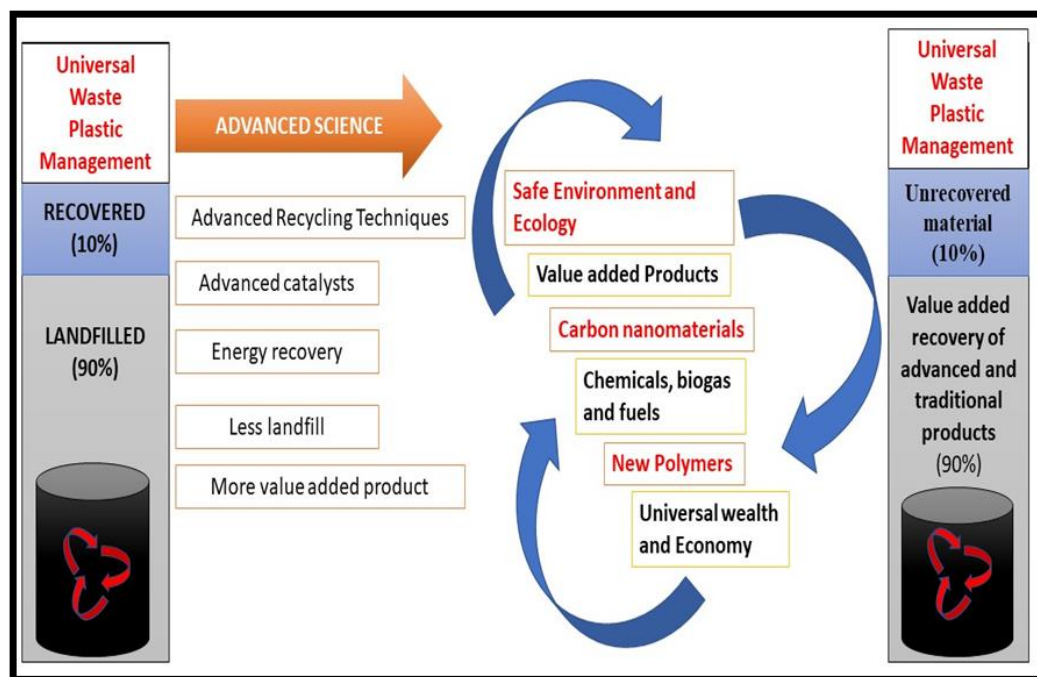 Universal
Waste
Plastic
Management
RECOVERED
(10%)
LANDFILLED
(90%)
ADVANCED SCIENCE
Advanced Recycling Techniques
Advanced catalysts
Energy recovery
Less landfill
More value added product
Safe Environment and
Ecology
Value added Products
Carbon nanomaterials
Chemicals, biogas
and fuels
New Polymers
Universal wealth
and Economy
Universal
Waste
Plastic
Management
Unrecovered
material
(10%)
Value added
recovery of
advanced and
traditional
products
(90%)